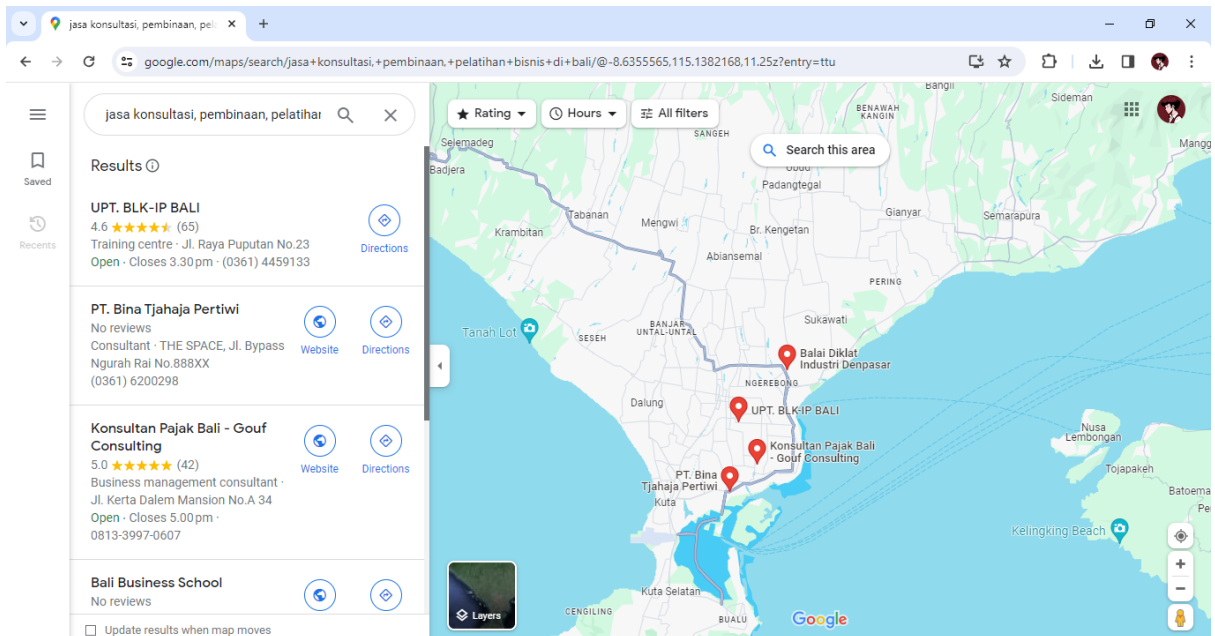 jasa konsultasi, pembinaan, pela
google.com/maps/search/jasa+konsultasi,+pembinaan,+pelatihan+bisnis+di+bali/@-8.6355565,115.1382168,11.25z?entry=ttu
jasa konsultasi, pembinaan, pelatihan
Saved
Recents
Results
UPT. BLK-IP BALI
4.6 (65)
Training centre · Jl. Raya Puputan No.23
Open · Closes 3.30 pm · (0361) 4459133
Directions
PT. Bina Tjahaja Pertiwi
No reviews
Consultant · THE SPACE, Jl. Bypass
Ngurah Rai No.888XX
(0361) 6200298
Website
Directions
Konsultan Pajak Bali - Gouf
Consulting
5.0 (42)
Business management consultant ·
Jl. Kerta Dalem Mansion No.A 34
Open · Closes 5.00 pm ·
0813-3997-0607
Website
Directions
Bali Business School
No reviews
Update results when map moves
Rating
Hours
All filters
Search this area
Bangli
Sideman
BENAWAH
KANGIN
SANGEH
Selemadeg
Mangg
Badjera
Ubud
Padangtegal
Tabanan
Mengwi
Gianyar
Semarapura
Krambitan
Br. Kengetan
Abiansemal
PERING
Sukawati
BANJAR
UNTAL-UNTAL
Tanah Lot
SESEH
Balai Diklat
Industri Denpasar
NGEREBONG
Dalung
UPT. BLK-IP BALI
Nusa
Lembongan
Konsultan Pajak Bali
- Gouf Consulting
PT. Bina
Tjahaja Pertiwi
Tojapakeh
Kuta
Batoema
Pe
Kelingking Beach
Kuta Selatan
CENGILING
BUALU
Layers
Google